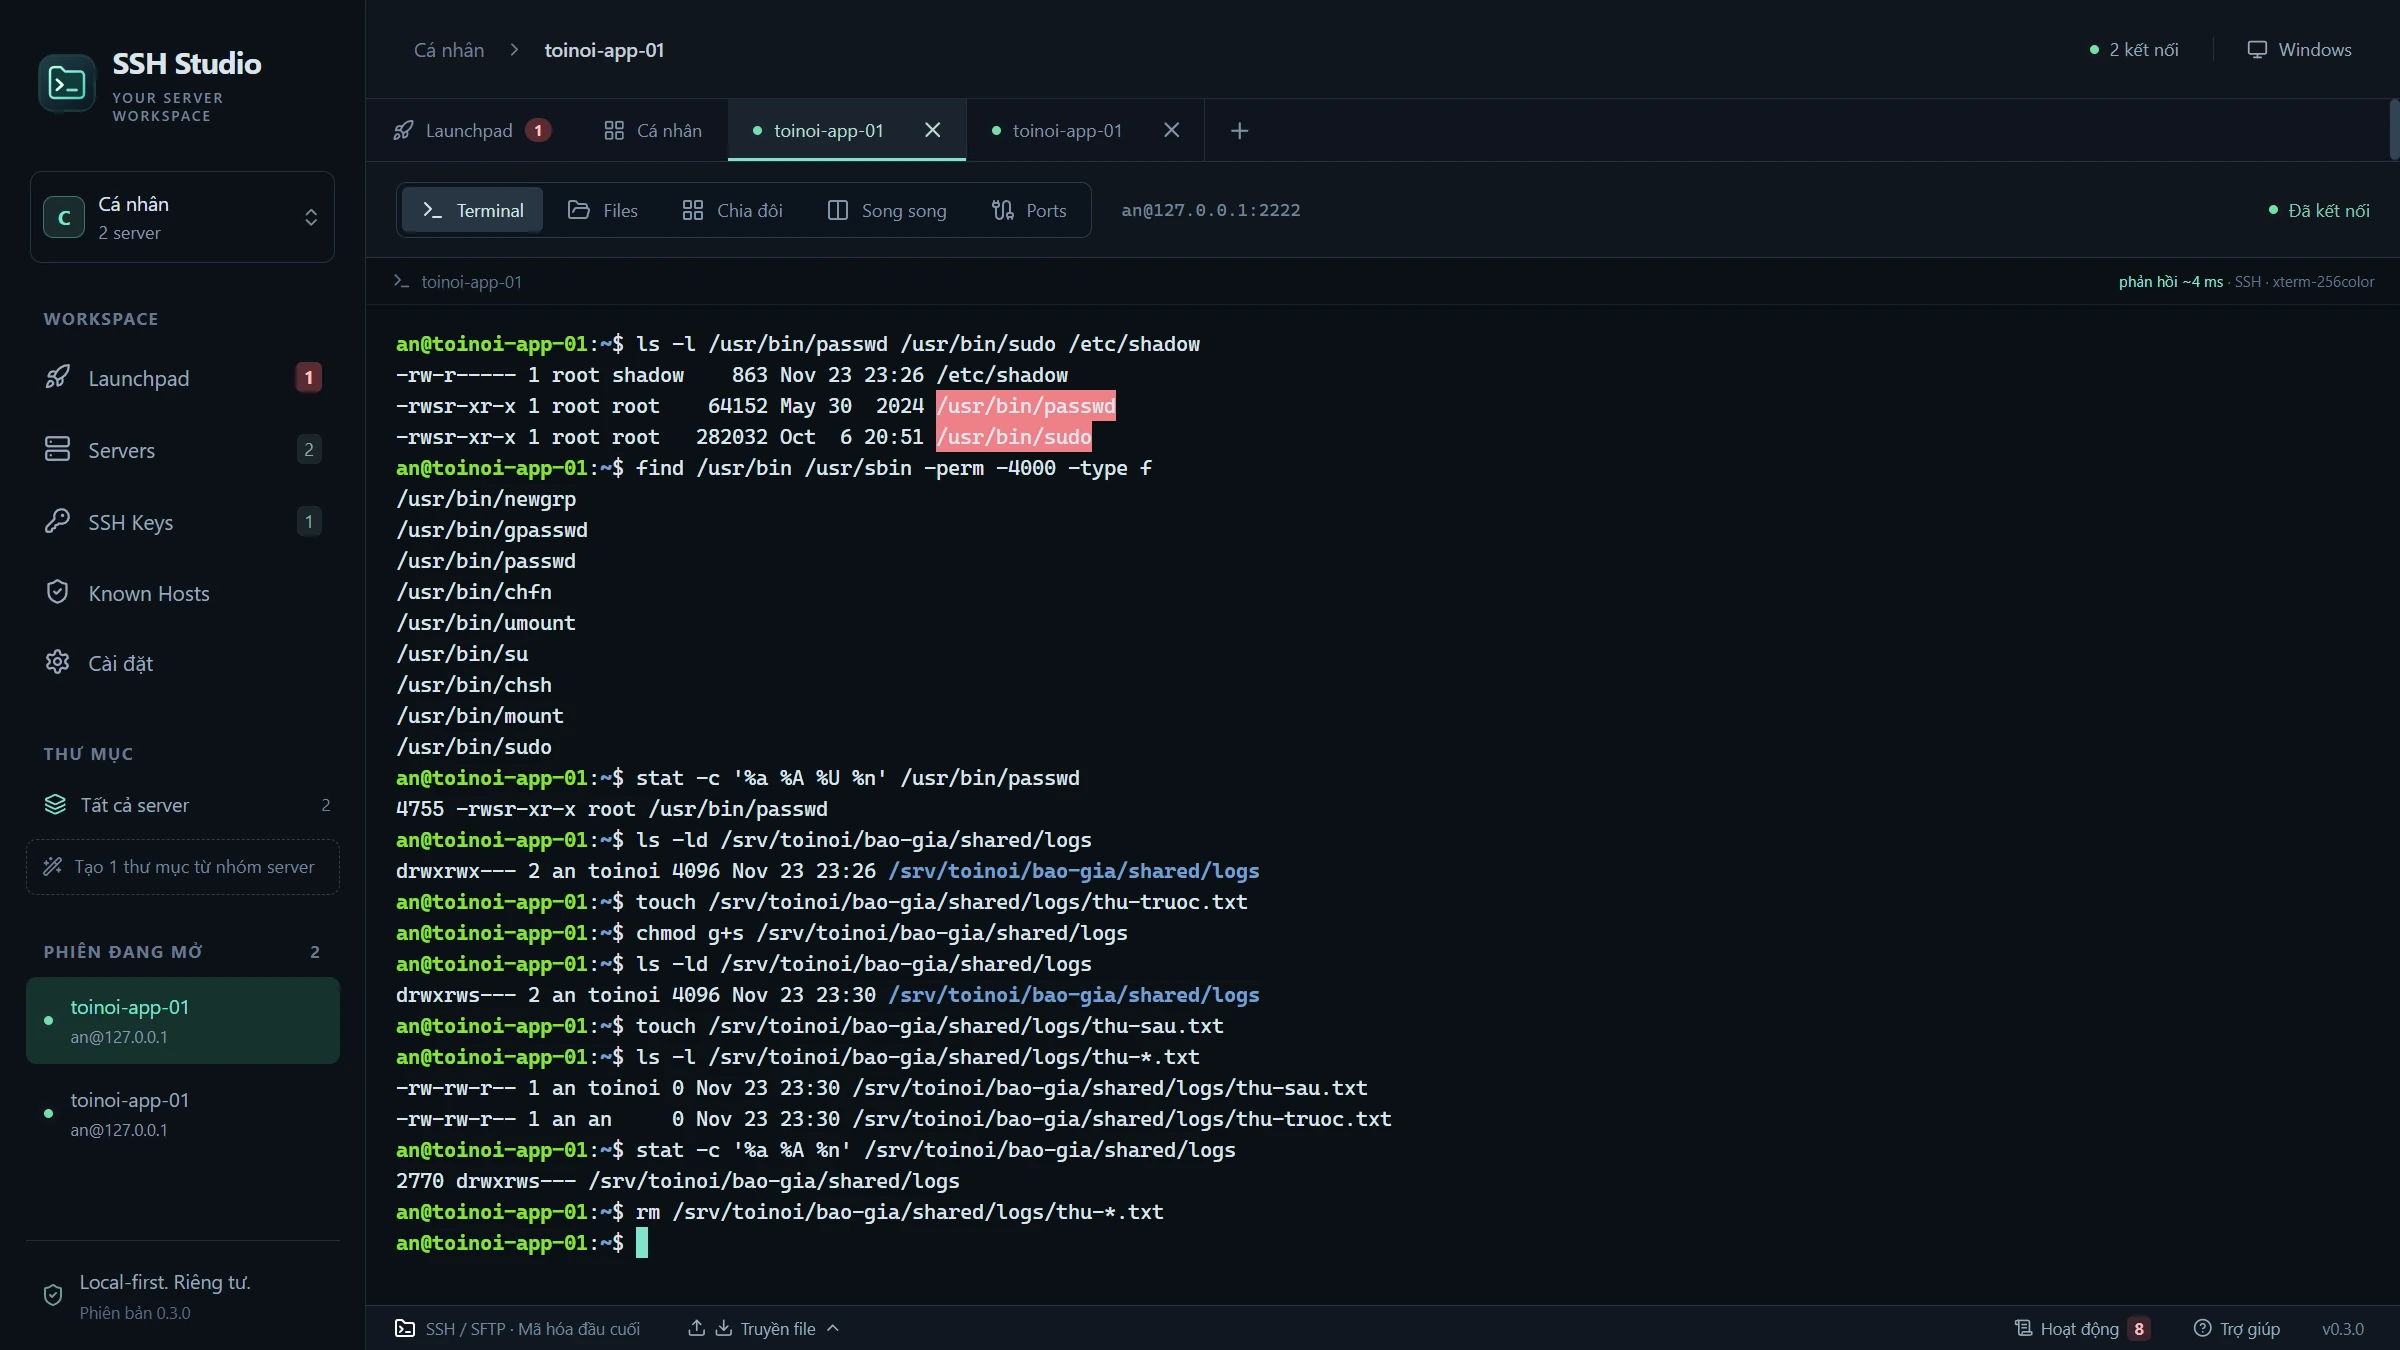 SSH Studio
YOUR SERVER
WORKSPACE
C
Cá nhân
2 server
WORKSPACE
Launchpad 1
Servers 2
SSH Keys 1
Known Hosts
Cài đặt
THƯ MỤC
Tất cả server 2
Tạo 1 thư mục từ nhóm server
PHIÊN ĐANG MỞ 2
toinoi-app-01
an@127.0.0.1
toinoi-app-01
an@127.0.0.1
Local-first. Riêng tư.
Phiên bản 0.3.0
Cá nhân > toinoi-app-01
2 kết nối
Windows
Launchpad 1
Cá nhân
toinoi-app-01
toinoi-app-01
Terminal
Files
Chia đôi
Song song
Ports
an@127.0.0.1:2222
Đã kết nối
toinoi-app-01
phản hồi ~4 ms · SSH · xterm-256color
an@toinoi-app-01:~$ ls -l /usr/bin/passwd /usr/bin/sudo /etc/shadow
-rw-r----- 1 root shadow    863 Nov 23 23:26 /etc/shadow
-rwsr-xr-x 1 root root    64152 May 30  2024 /usr/bin/passwd
-rwsr-xr-x 1 root root   282032 Oct  6 20:51 /usr/bin/sudo
an@toinoi-app-01:~$ find /usr/bin /usr/sbin -perm -4000 -type f
/usr/bin/newgrp
/usr/bin/gpasswd
/usr/bin/passwd
/usr/bin/chfn
/usr/bin/umount
/usr/bin/su
/usr/bin/chsh
/usr/bin/mount
/usr/bin/sudo
an@toinoi-app-01:~$ stat -c '%a %A %U %n' /usr/bin/passwd
4755 -rwsr-xr-x root /usr/bin/passwd
an@toinoi-app-01:~$ ls -ld /srv/toinoi/bao-gia/shared/logs
drwxrwx--- 2 an toinoi 4096 Nov 23 23:26 /srv/toinoi/bao-gia/shared/logs
an@toinoi-app-01:~$ touch /srv/toinoi/bao-gia/shared/logs/thu-truoc.txt
an@toinoi-app-01:~$ chmod g+s /srv/toinoi/bao-gia/shared/logs
an@toinoi-app-01:~$ ls -ld /srv/toinoi/bao-gia/shared/logs
drwxrws--- 2 an toinoi 4096 Nov 23 23:30 /srv/toinoi/bao-gia/shared/logs
an@toinoi-app-01:~$ touch /srv/toinoi/bao-gia/shared/logs/thu-sau.txt
an@toinoi-app-01:~$ ls -l /srv/toinoi/bao-gia/shared/logs/thu-*.txt
-rw-rw-r-- 1 an toinoi 0 Nov 23 23:30 /srv/toinoi/bao-gia/shared/logs/thu-sau.txt
-rw-rw-r-- 1 an an     0 Nov 23 23:30 /srv/toinoi/bao-gia/shared/logs/thu-truoc.txt
an@toinoi-app-01:~$ stat -c '%a %A %n' /srv/toinoi/bao-gia/shared/logs
2770 drwxrws--- /srv/toinoi/bao-gia/shared/logs
an@toinoi-app-01:~$ rm /srv/toinoi/bao-gia/shared/logs/thu-*.txt
an@toinoi-app-01:~$
SSH / SFTP · Mã hóa đầu cuối
Truyền file
Hoạt động 8
Trợ giúp
v0.3.0